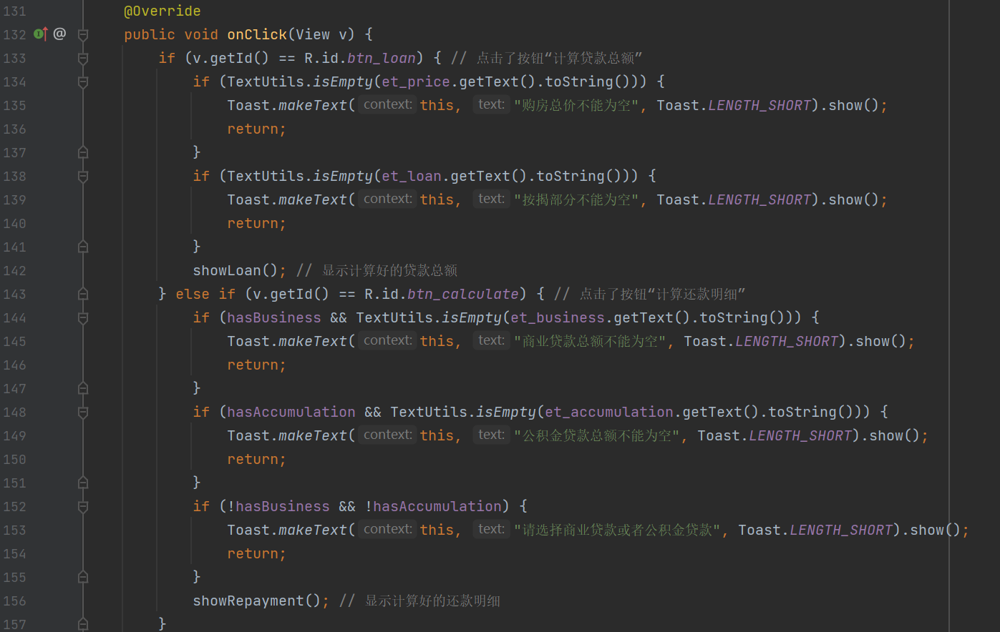 131 @Override
132 @ public void onClick(View v) {
133 if (v.getId() == R.id.btn_loan) { // 点击了按钮“计算贷款总额”
134 if (TextUtils.isEmpty(et_price.getText().toString())) {
135 Toast.makeText( context: this, text: "购房总价不能为空", Toast.LENGTH_SHORT).show();
136 return;
137 }
138 if (TextUtils.isEmpty(et_loan.getText().toString())) {
139 Toast.makeText( context: this, text: "按揭部分不能为空", Toast.LENGTH_SHORT).show();
140 return;
141 }
142 showLoan(); // 显示计算好的贷款总额
143 } else if (v.getId() == R.id.btn_calculate) { // 点击了按钮“计算还款明细”
144 if (hasBusiness && TextUtils.isEmpty(et_business.getText().toString())) {
145 Toast.makeText( context: this, text: "商业贷款总额不能为空", Toast.LENGTH_SHORT).show();
146 return;
147 }
148 if (hasAccumulation && TextUtils.isEmpty(et_accumulation.getText().toString())) {
149 Toast.makeText( context: this, text: "公积金贷款总额不能为空", Toast.LENGTH_SHORT).show();
150 return;
151 }
152 if (!hasBusiness && !hasAccumulation) {
153 Toast.makeText( context: this, text: "请选择商业贷款或者公积金贷款", Toast.LENGTH_SHORT).show();
154 return;
155 }
156 showRepayment(); // 显示计算好的还款明细
157 }